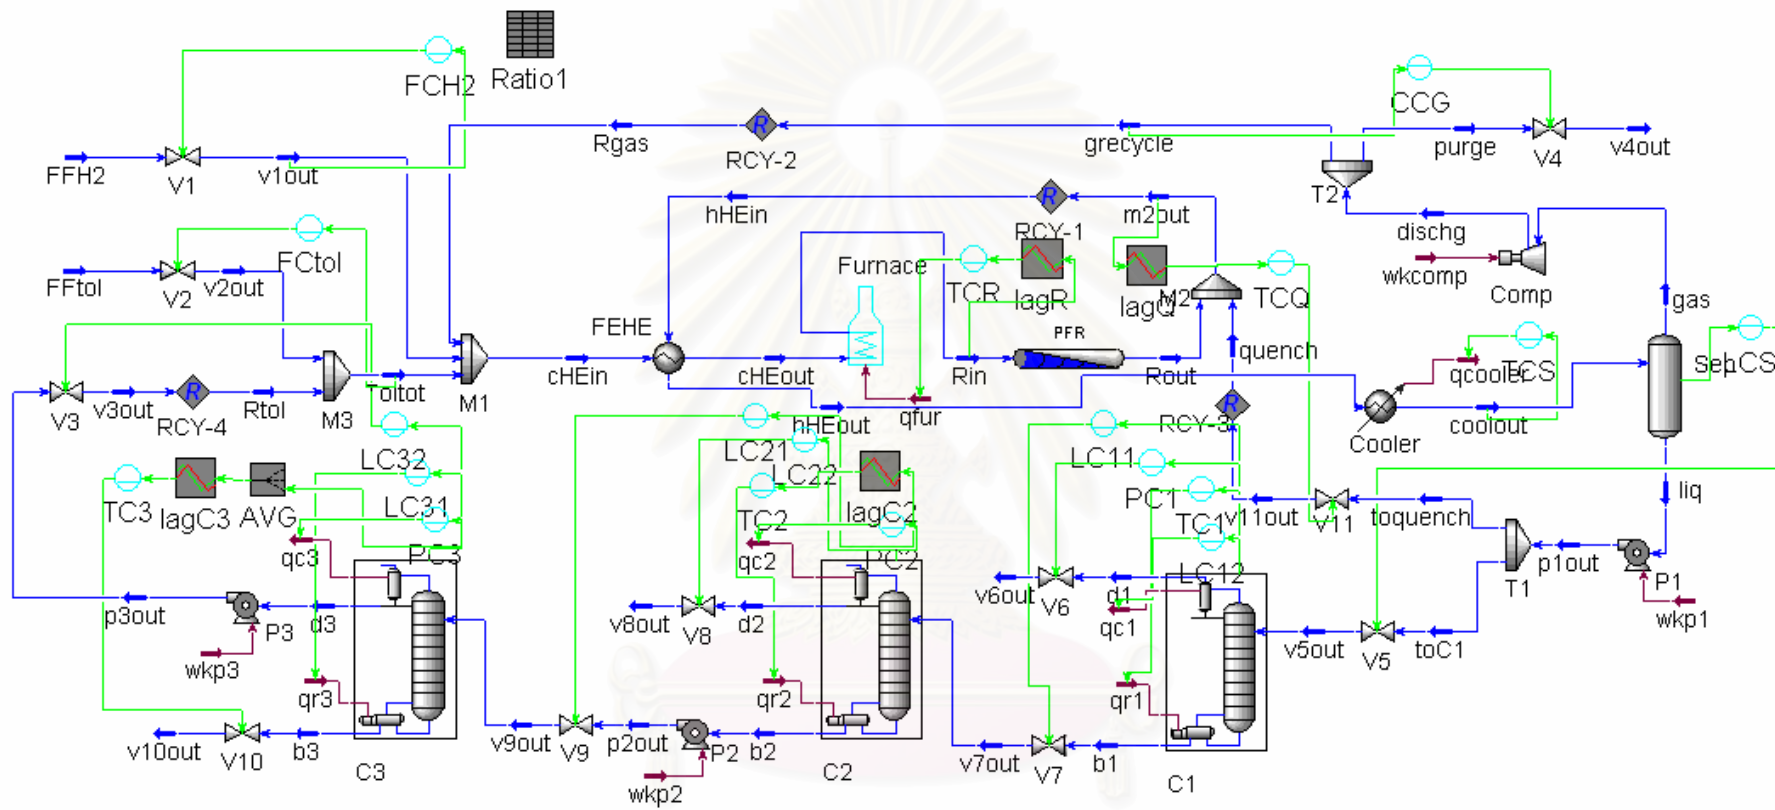 FCH2
Ratio1
CCG
Rgas
RCY-2
grecycle
purge
V4
v4out
FFH2
V1
v1out
T2
hHEin
RCY-1
m2out
dischg
FCtol
Furnace
TCR
lagR
lagQ
M2
TCQ
wkcomp
Comp
gas
FFtol
V2
v2out
FEHE
PFR
quench
TCS
qcooler
V3
v3out
RCY-4
Rtol
M3
Toltot
M1
cHEin
cHEout
Rin
Rout
qfur
hHEout
RCY-3
Cooler
coolout
LC32
LC21
LC22
LC11
PC1
TC1
LC12
TC3
lagC3
AVG
LC31
PC3
TC2
lagC2
PC2
v11out
V11
toquench
liq
qc3
qc2
v6out
V6
d1
qc1
T1
p1out
P1
wkp1
p3out
P3
d3
wkp3
v8out
V8
d2
v5out
V5
toC1
qr3
qr2
qr1
v10out
V10
b3
v9out
V9
p2out
P2
b2
wkp2
v7out
V7
b1
C3
C2
C1